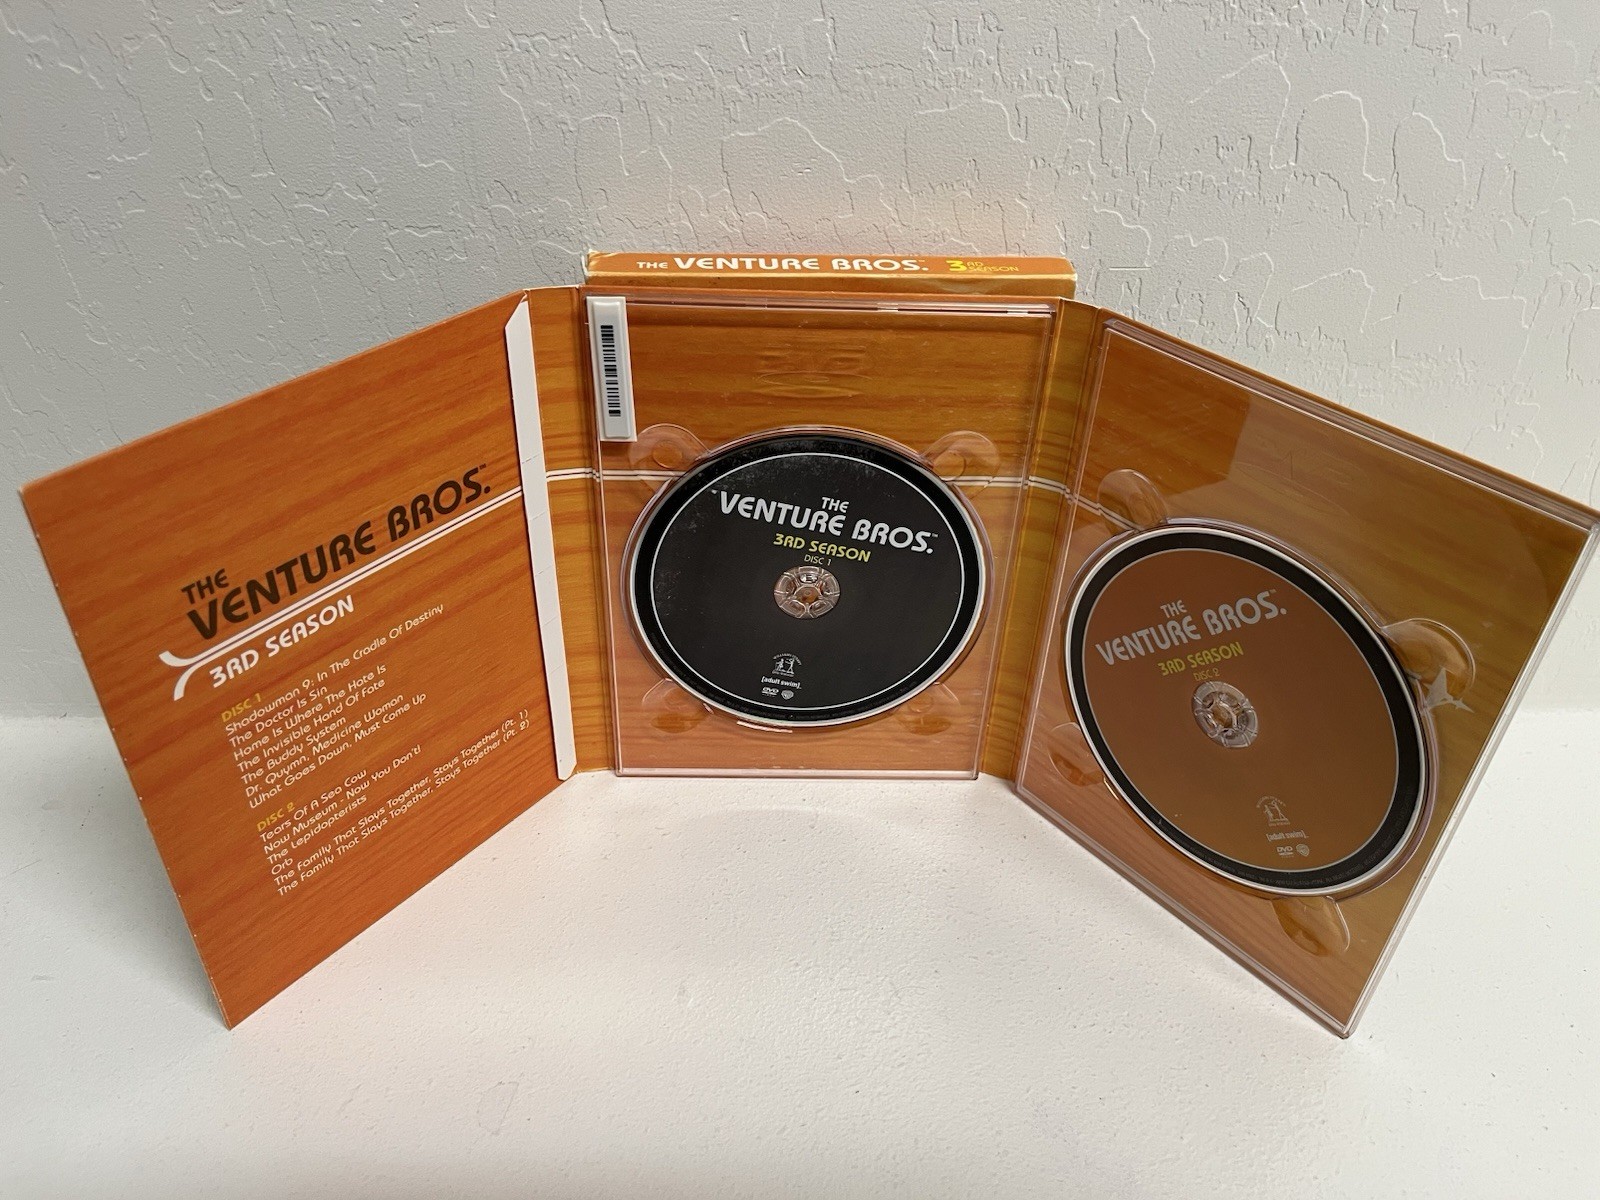 THE VENTURE BROS.™ 3RD SEASON
THE
VENTURE BROS.™
3RD SEASON
DISC 1
Shadowman 9: In The Cradle Of Destiny
The Doctor Is Sin
Home Is Where The Hate Is
The Invisible Hand Of Fate
The Buddy System
Dr. Quymn, Medicine Woman
What Goes Down, Must Come Up
DISC 2
Tears Of A Sea Cow
Now Museum - Now You Don't!
The Lepidopterists
Orb
The Family That Slays Together, Stays Together (Pt. 1)
The Family That Slays Together, Stays Together (Pt. 2)
THE
VENTURE BROS.™
3RD SEASON
DISC 1
[adult swim]
DVD
THE
VENTURE BROS.™
3RD SEASON
DISC 2
[adult swim]
DVD